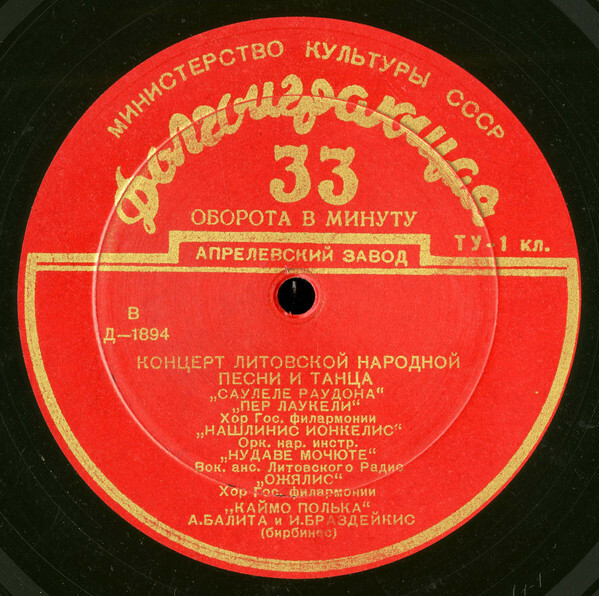 МИНИСТЕРСТВО КУЛЬТУРЫ СССР
Долгоиграющая
33
ОБОРОТА В МИНУТУ
ТУ-1 кл.
АПРЕЛЕВСКИЙ ЗАВОД
В
Д—1894
КОНЦЕРТ ЛИТОВСКОЙ НАРОДНОЙ
ПЕСНИ И ТАНЦА
„САУЛЕЛЕ РАУДОНА“
„ПЕР ЛАУКЕЛИ“
Хор Гос. филармонии
„НАШЛИНИС ИОНКЕЛИС“
Орк. нар. инстр.
„НУДАВЕ МОЧЮТЕ“
Вок. анс. Литовского Радио
„ОЖЯЛИС“
Хор Гос. филармонии
„КАЙМО ПОЛЬКА“
А.БАЛИТА и И.БРАЗДЕЙКИС
(бирбинес)